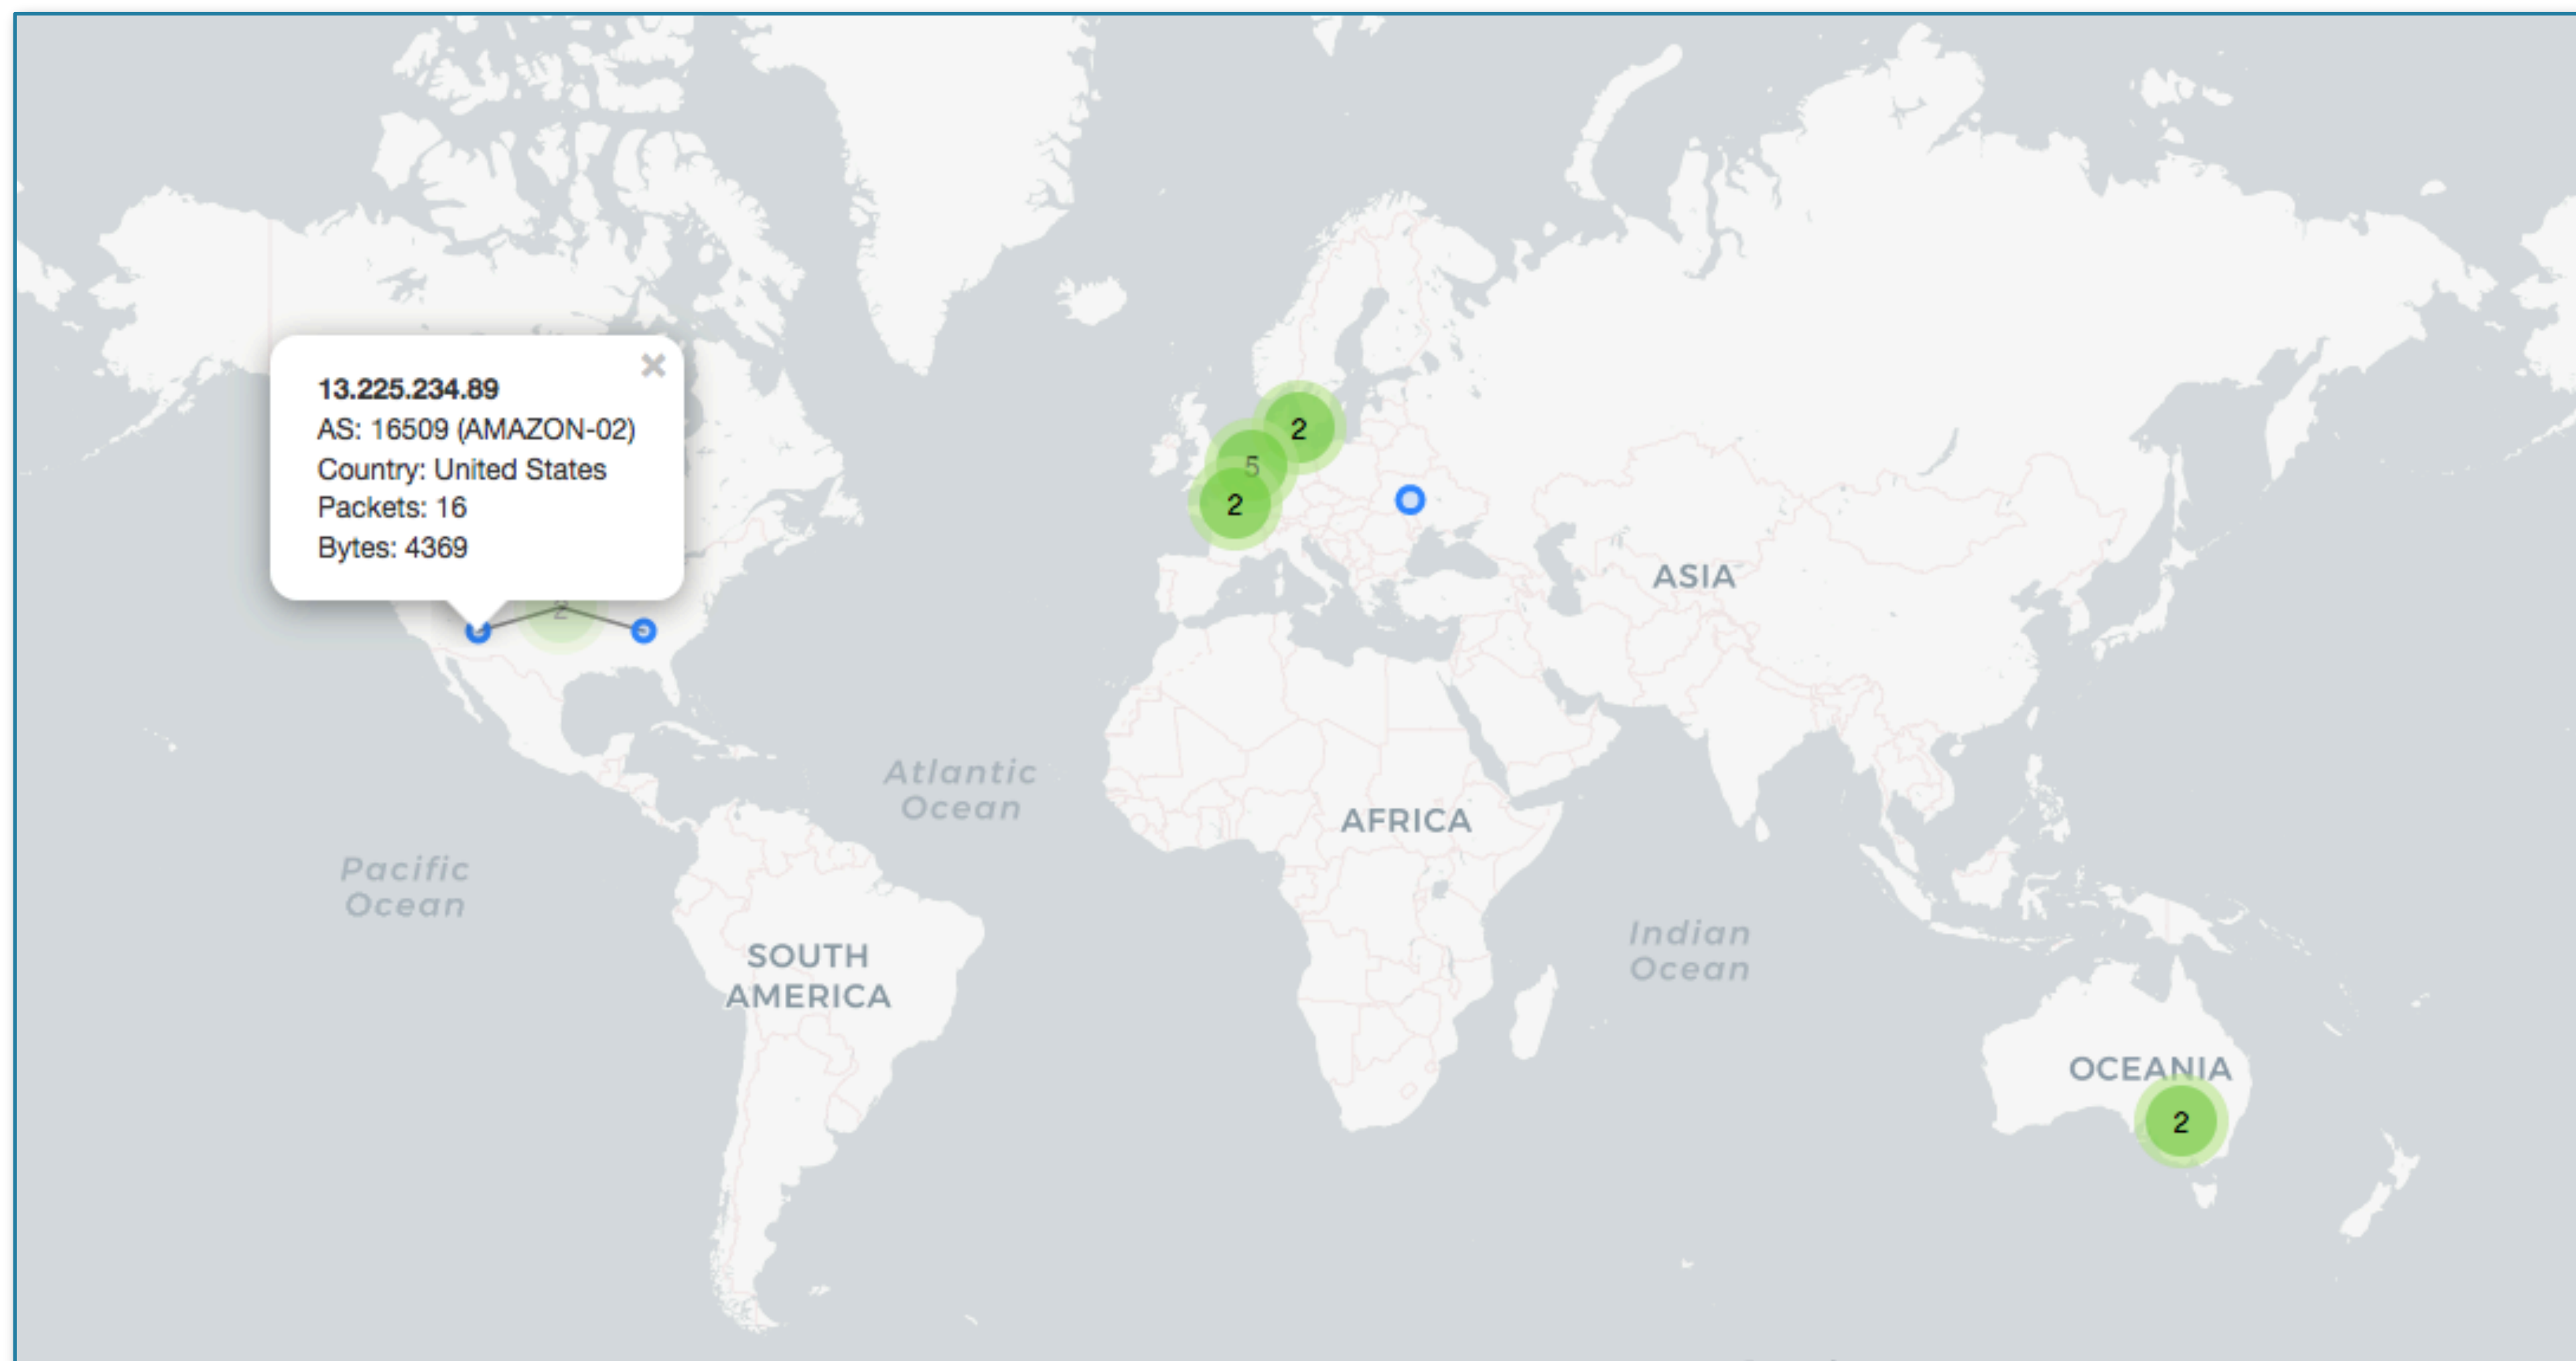 13.225.234.89
AS: 16509 (AMAZON-02)
Country: United States
Packets: 16
Bytes: 4369
2
2
5
2
ASIA
Atlantic
Ocean
AFRICA
Pacific
Ocean
Indian
Ocean
SOUTH
AMERICA
OCEANIA
2